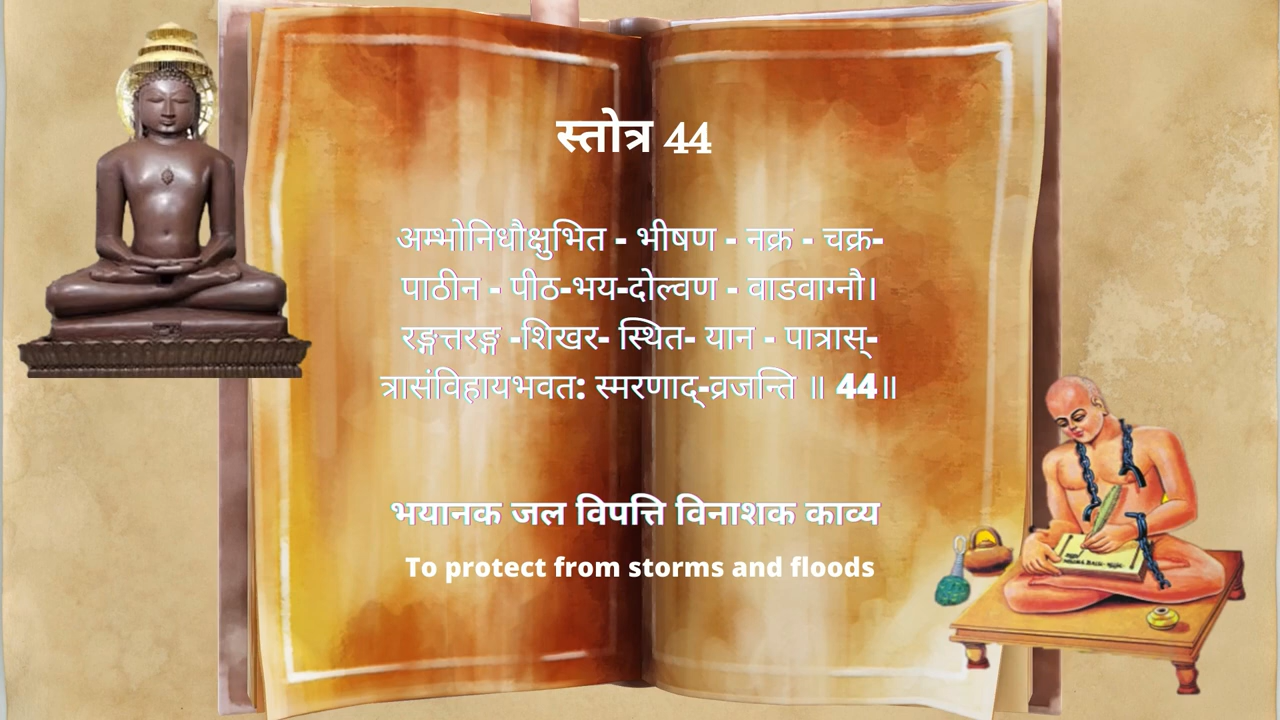 स्तोत्र 44
अम्भोनिधौक्षुभित - भीषण - नक्र - चक्र-
पाठीन - पीठ-भय-दोल्वण - वाडवाग्नौ।
रङ्गत्तरङ्ग -शिखर- स्थित- यान - पात्रास्-
त्रासंविहायभवत: स्मरणाद्-व्रजन्ति ॥ 44॥
भयानक जल विपत्ति विनाशक काव्य
To protect from storms and floods